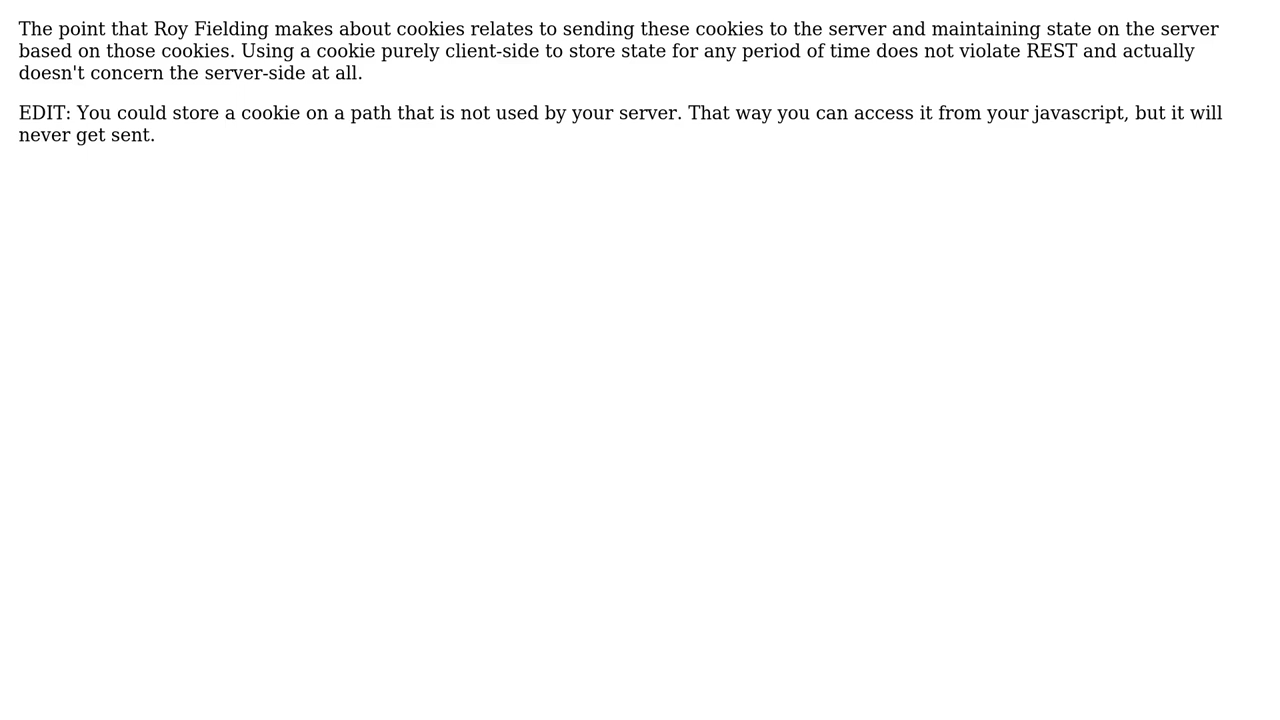 The point that Roy Fielding makes about cookies relates to sending these cookies to the server and maintaining state on the server
based on those cookies. Using a cookie purely client-side to store state for any period of time does not violate REST and actually
doesn't concern the server-side at all.
EDIT: You could store a cookie on a path that is not used by your server. That way you can access it from your javascript, but it will
never get sent.